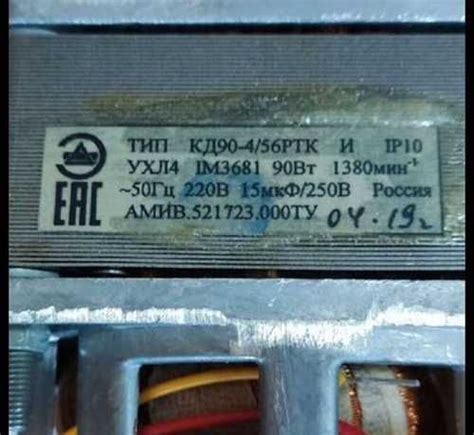 ТИП КД90-4/56РТК И IP10
УХЛ4 IM3681 90Вт 1380мин⁻¹
~50Гц 220В 15мкФ/250В Россия
EAC АМИВ.521723.000ТУ 04.19г